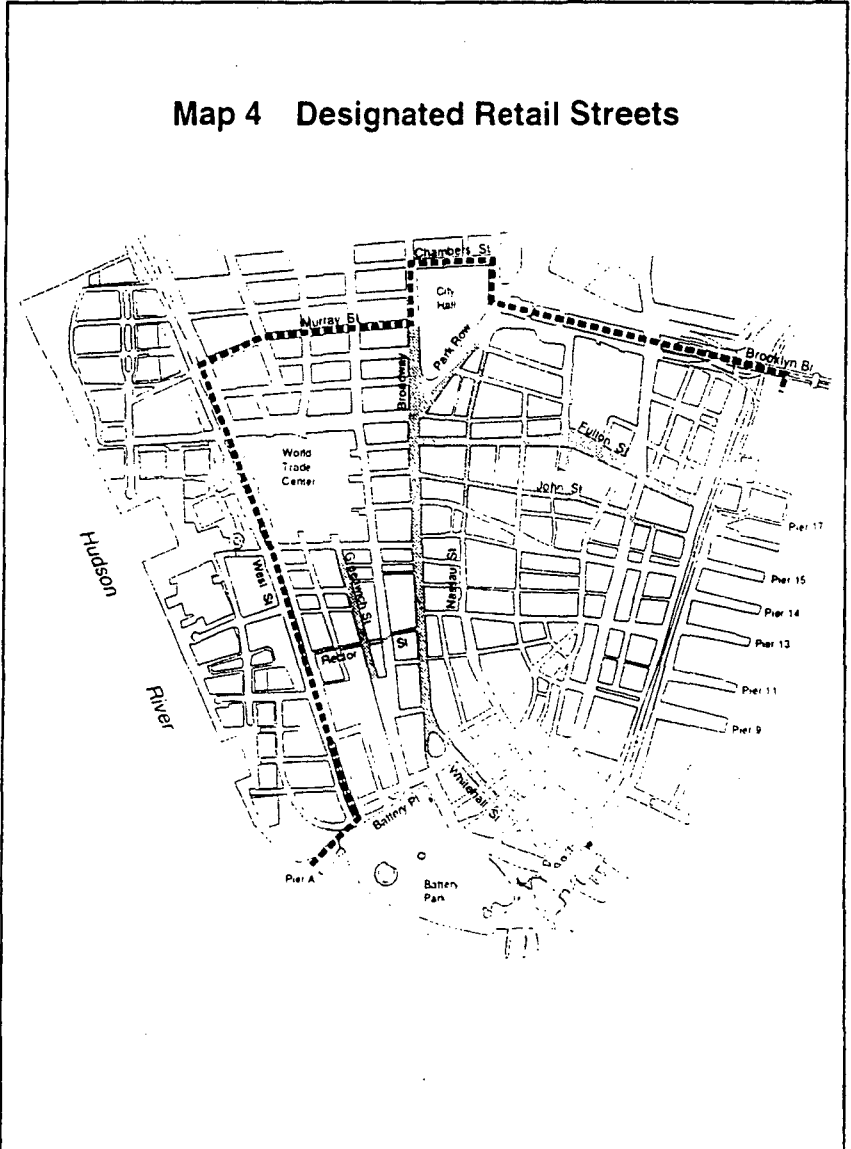 Map 4 Designated Retail Streets
Chambers St
City
Hall
Murray St
Park Row
Broadway
Brooklyn Br
Fulton St
World
Trade
Center
John St
Hudson
River
Pier 17
Pier 15
Pier 14
Pier 13
Pier 11
Pier 9
West St
Greenwich St
Nassau St
Rector St
Whitehall St
Battery Pl
Pier A
Battery
Park